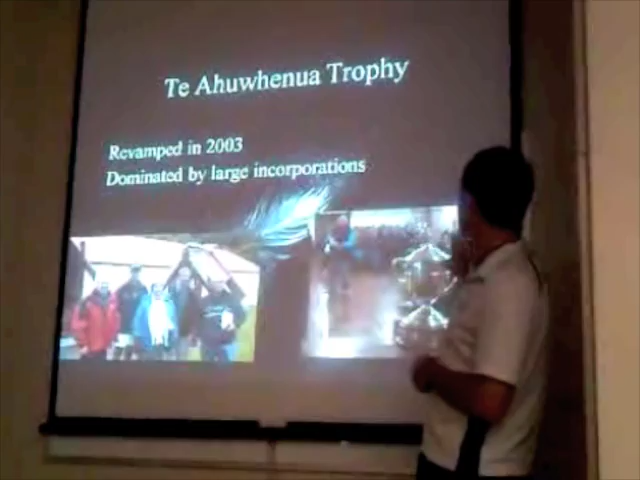 Te Ahuwhenua Trophy
Revamped in 2003
Dominated by large incorporations